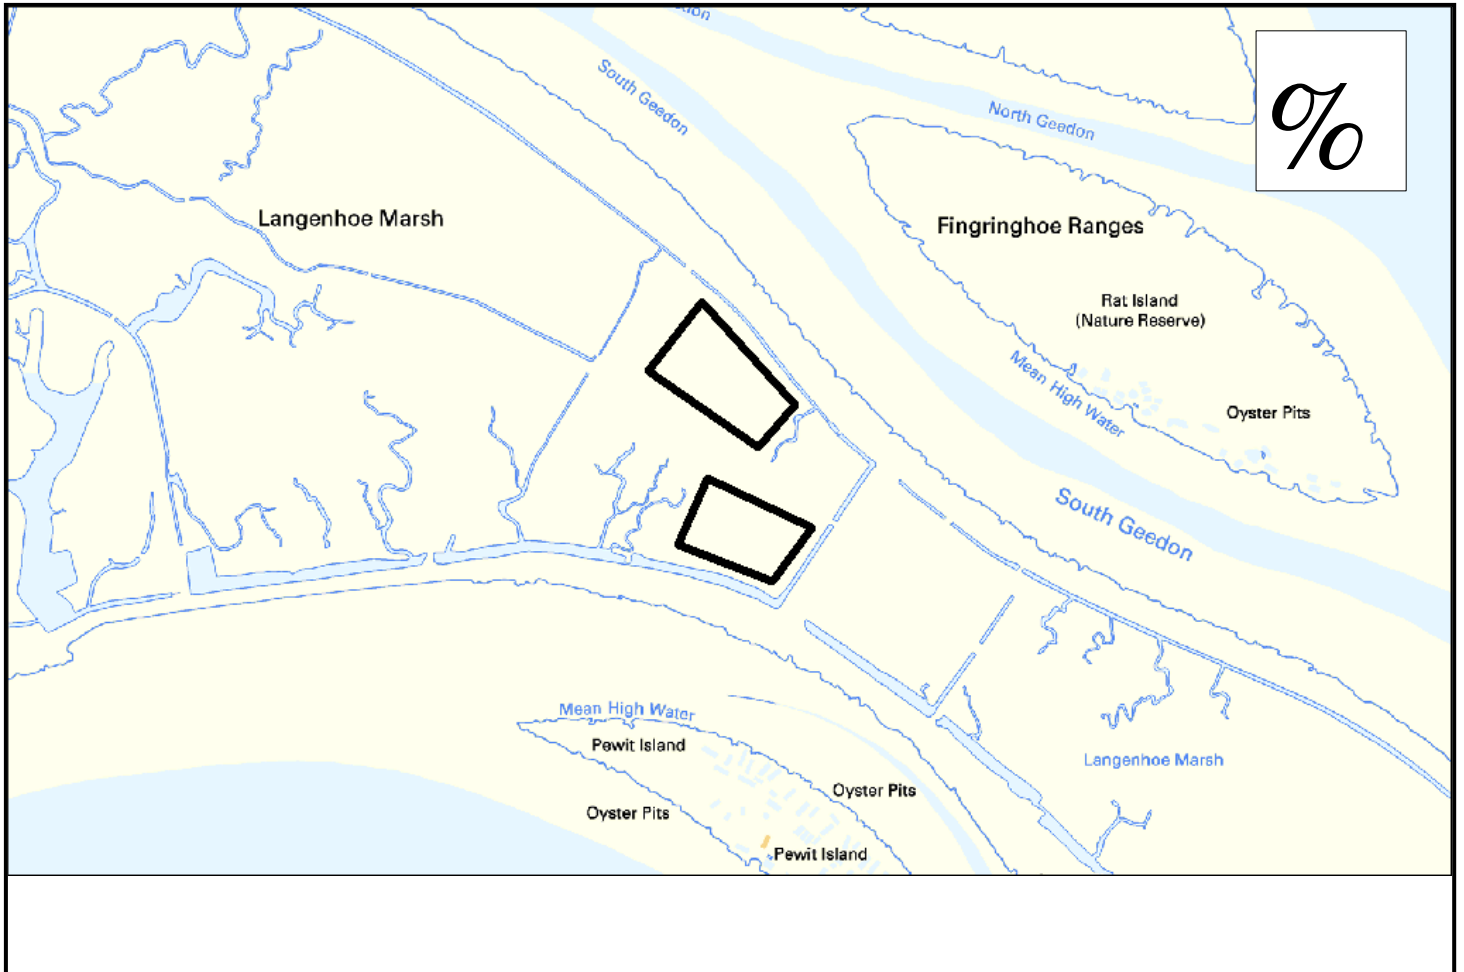 South Geedon
North Geedon
%
Langenhoe Marsh
Fingringhoe Ranges
Rat Island
(Nature Reserve)
Mean High Water
Oyster Pits
South Geedon
Mean High Water
Pewit Island
Langenhoe Marsh
Oyster Pits
Oyster Pits
Pewit Island